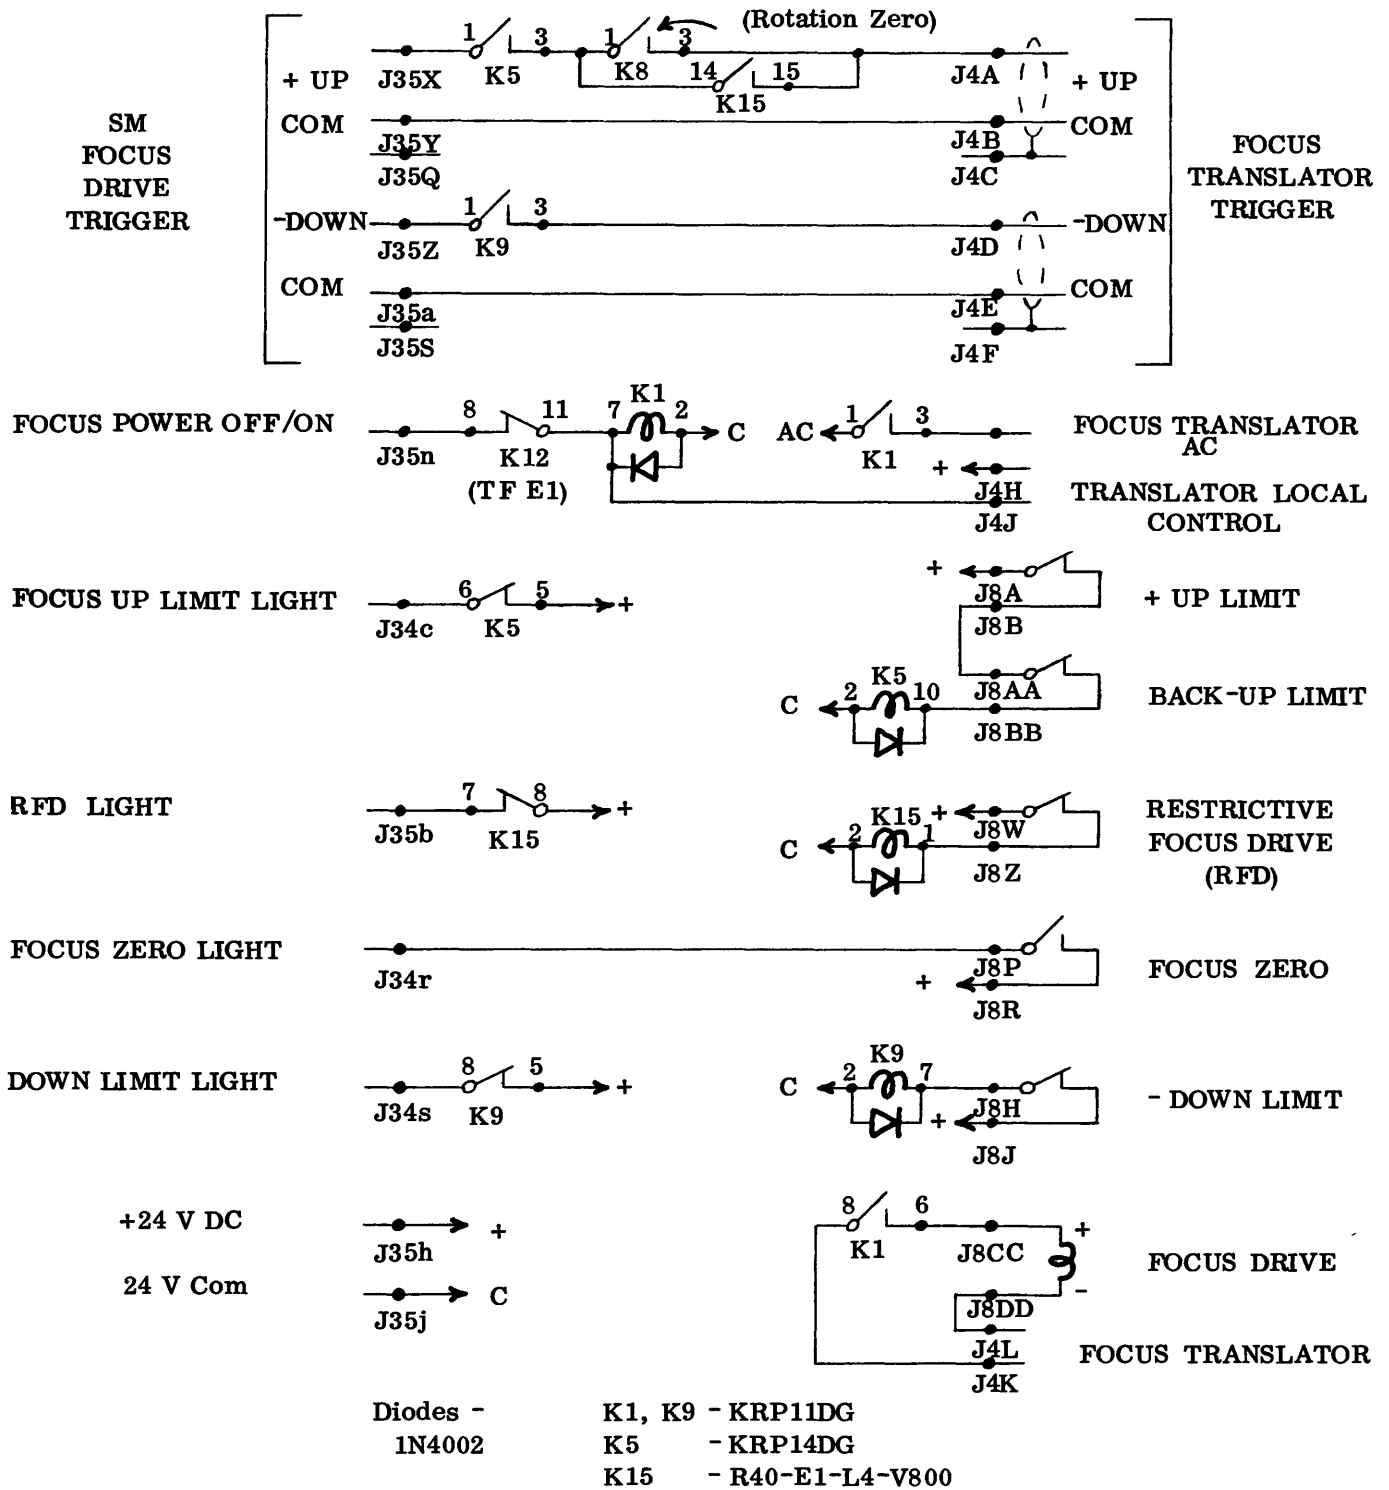 (Rotation Zero)
1 3 1 3
J35X K5 K8 14 15 J4A
+ UP K15 + UP
COM COM
J35Y J4B
J35Q J4C
SM
FOCUS
DRIVE
TRIGGER
FOCUS
TRANSLATOR
TRIGGER
-DOWN 1 3 -DOWN
J35Z K9 J4D
COM COM
J35a J4E
J35S J4F
K1
FOCUS POWER OFF/ON 8 11 7 2 C AC 1 3 FOCUS TRANSLATOR
AC
J35n K12 K1
(TFE1) + J4H TRANSLATOR LOCAL
J4J CONTROL
+
FOCUS UP LIMIT LIGHT 6 5 + J8A + UP LIMIT
J34c K5 J8B
K5
C 2 10 J8AA BACK-UP LIMIT
J8BB
RFD LIGHT 7 8 + K15 + J8W RESTRICTIVE
J35b K15 C 2 1 J8Z FOCUS DRIVE
(RFD)
FOCUS ZERO LIGHT J34r J8P FOCUS ZERO
+ J8R
DOWN LIMIT LIGHT 8 5 + C 2 K9 7 J8H - DOWN LIMIT
J34s K9 + J8J
+24 V DC + 8 6 +
J35h K1 J8CC FOCUS DRIVE
24 V Com C -
J35j J8DD
J4L FOCUS TRANSLATOR
J4K
Diodes - K1, K9 - KRP11DG
1N4002 K5 - KRP14DG
K15 - R40-E1-L4-V800